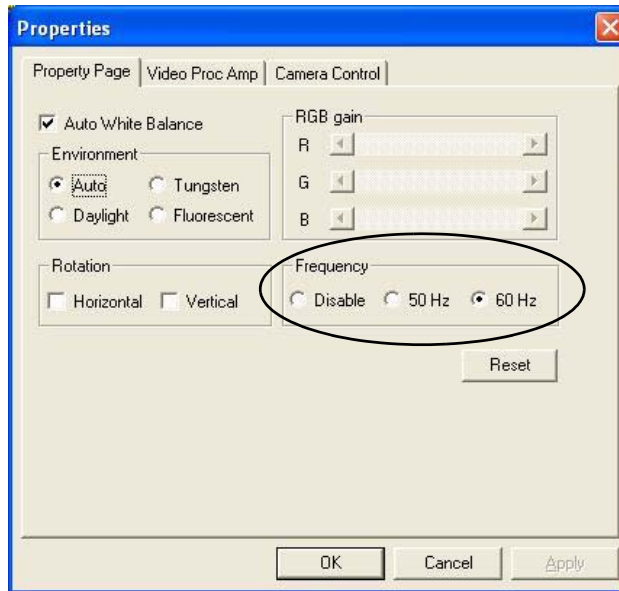 Properties
Property Page Video Proc Amp Camera Control
Auto White Balance
Environment
Auto Tungsten
Daylight Fluorescent
RGB gain
R
G
B
Rotation
Horizontal Vertical
Frequency
Disable 50 Hz 60 Hz
Reset
OK Cancel Apply